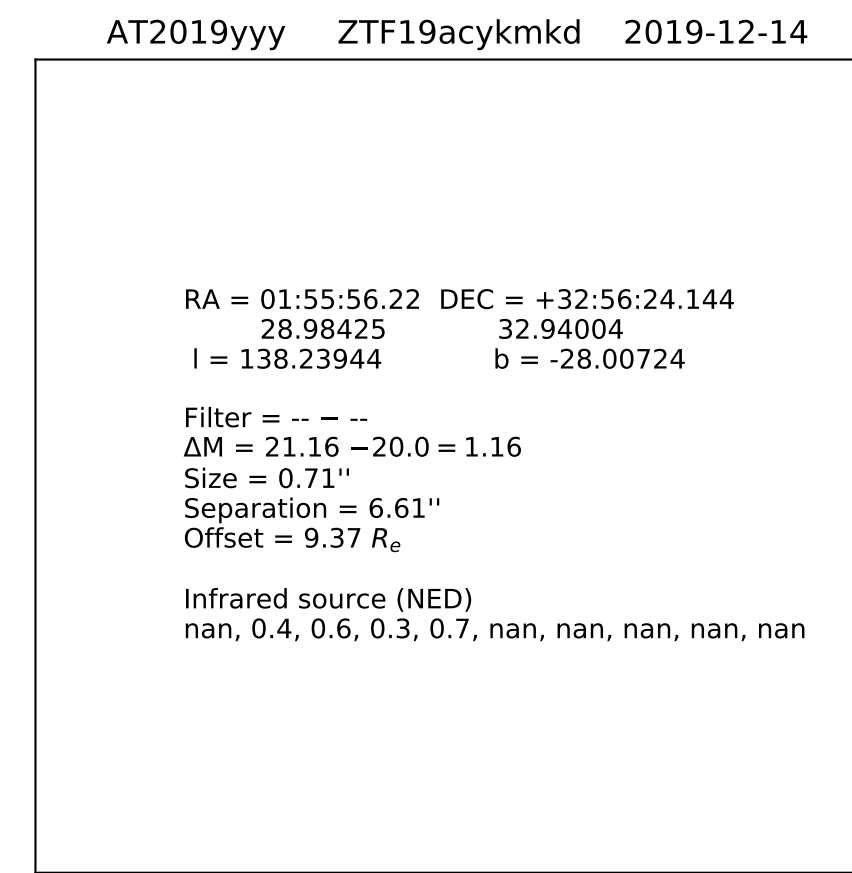 AT2019yyy ZTF19acykmkd 2019-12-14
RA = 01:55:56.22 DEC = +32:56:24.144
28.98425 32.94004
l = 138.23944 b = -28.00724
Filter = -- − --
ΔM = 21.16 −20.0 = 1.16
Size = 0.71''
Separation = 6.61''
Offset = 9.37 Re
Infrared source (NED)
nan, 0.4, 0.6, 0.3, 0.7, nan, nan, nan, nan, nan